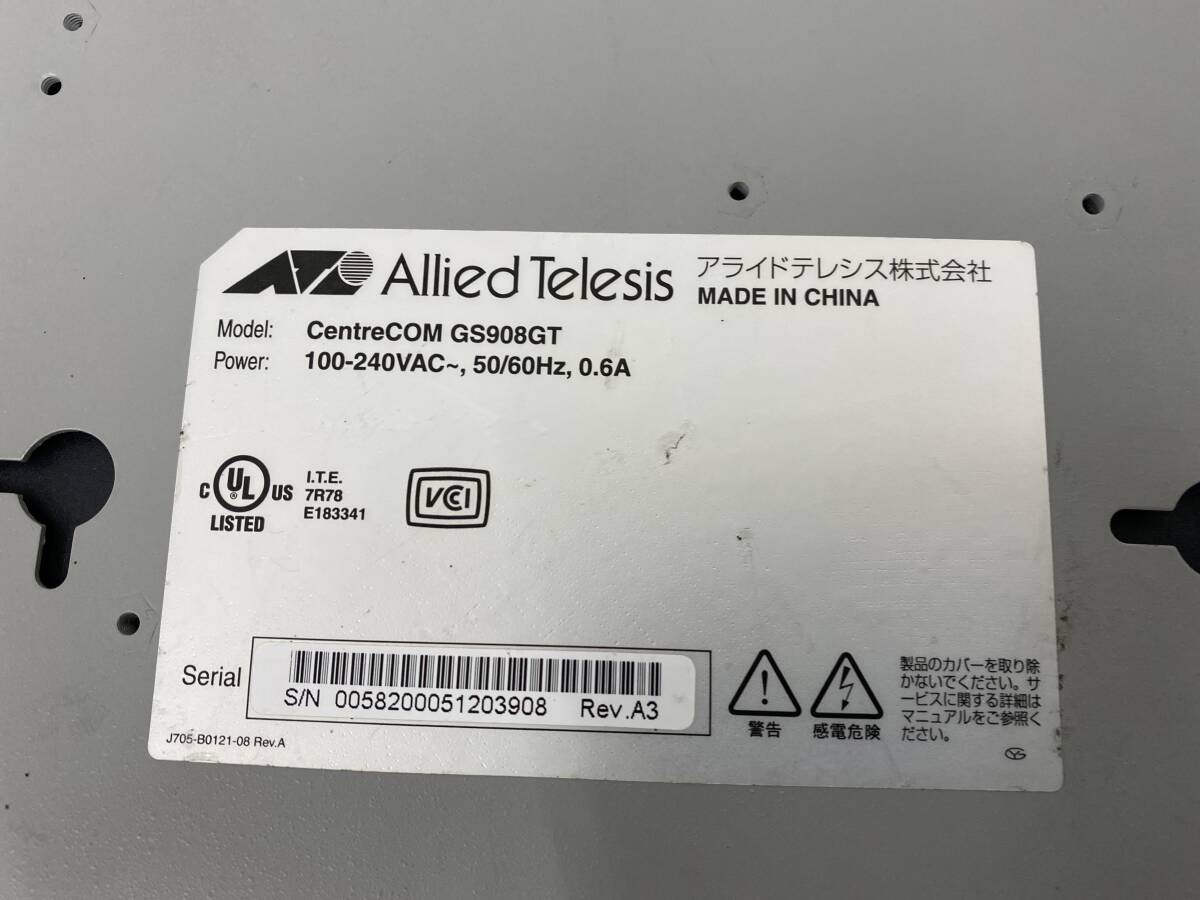 Allied Telesis アライドテレシス株式会社
MADE IN CHINA
Model: CentreCOM GS908GT
Power: 100-240VAC~, 50/60Hz, 0.6A
C UL ® US
LISTED
I.T.E.
7R78
E183341
VCCI
Serial
S/N 0058200051203908 Rev.A3
J705-B0121-08 Rev.A
警告
感電危険
製品のカバーを取り除
かないでください。サ
ービスに関する詳細は
マニュアルをご参照く
ださい。